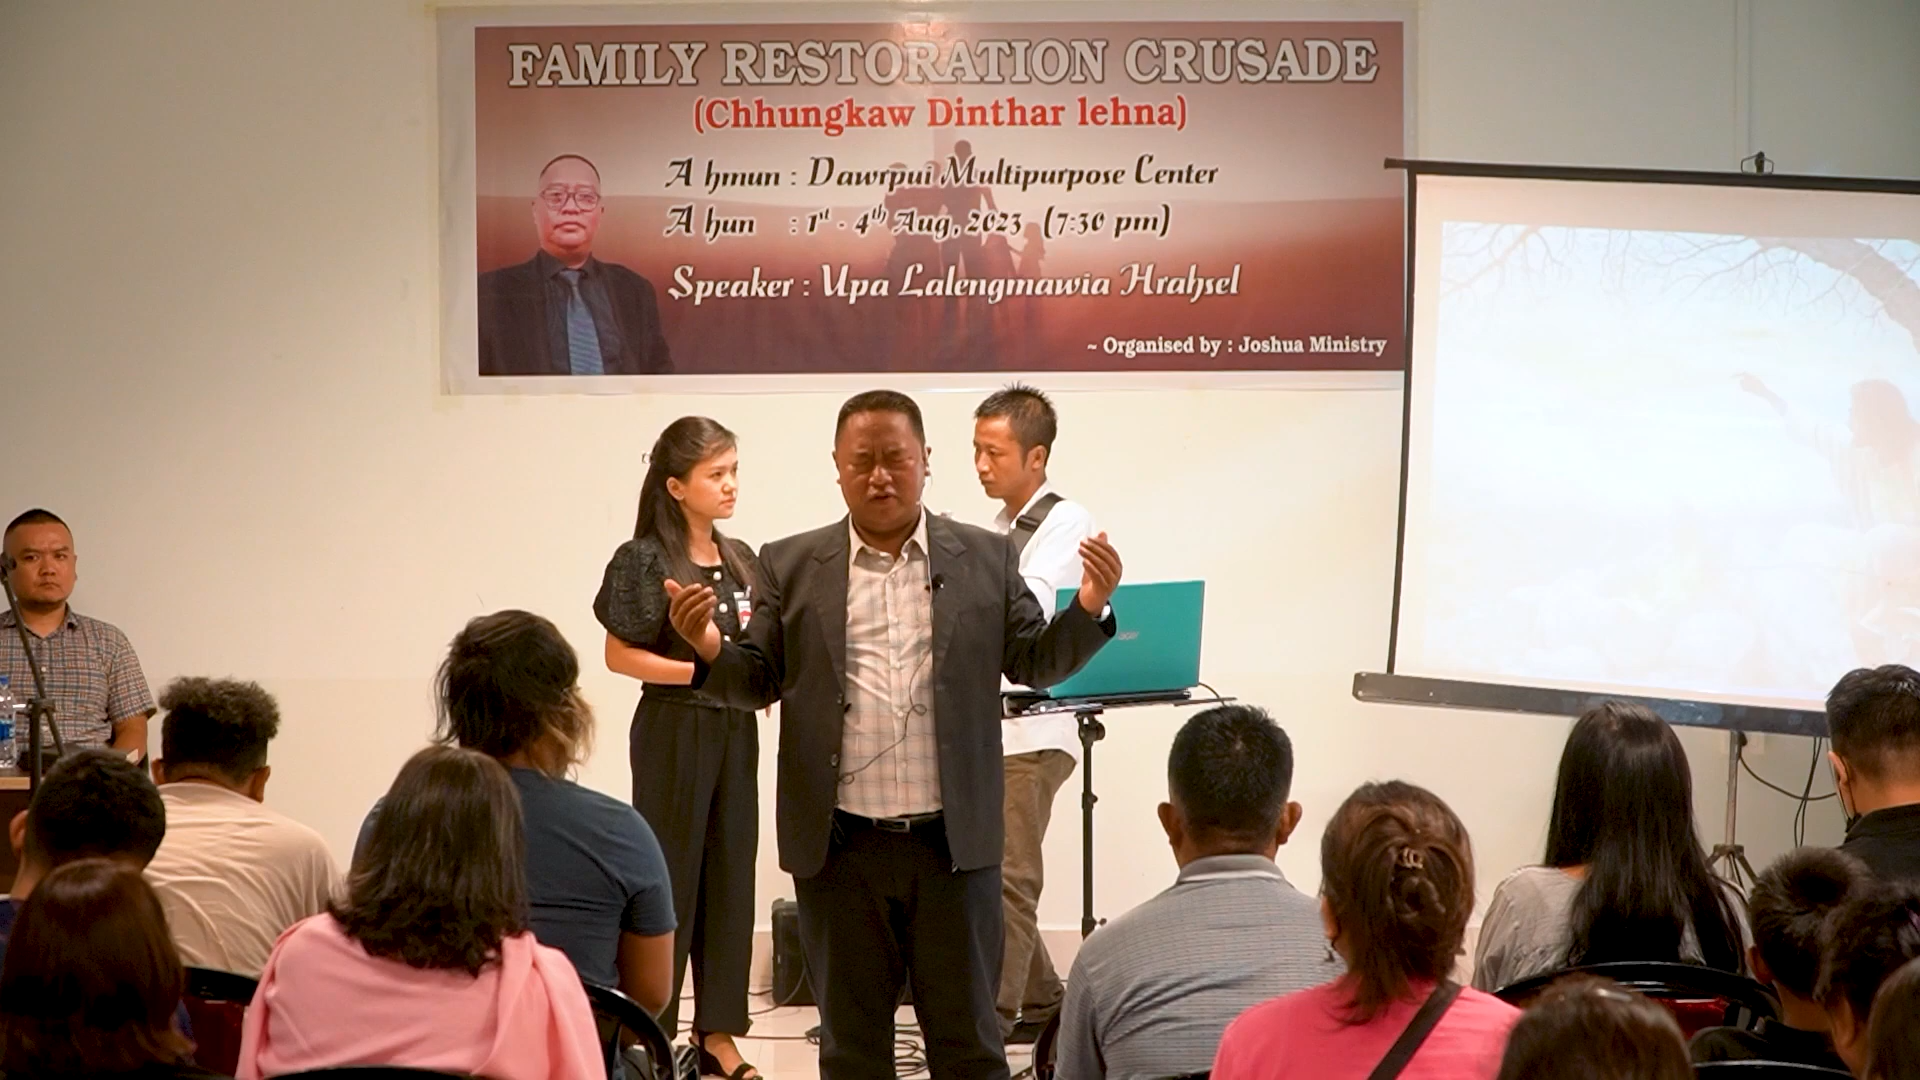 FAMILY RESTORATION CRUSADE
(Chhungkaw Dinthar lehna)
A hmun : Dawrpui Multipurpose Center
A hun : 1st - 4th Aug, 2023 (7:30 pm)
Speaker : Upa Lalengmawia Hrahsel
~ Organised by : Joshua Ministry
acer